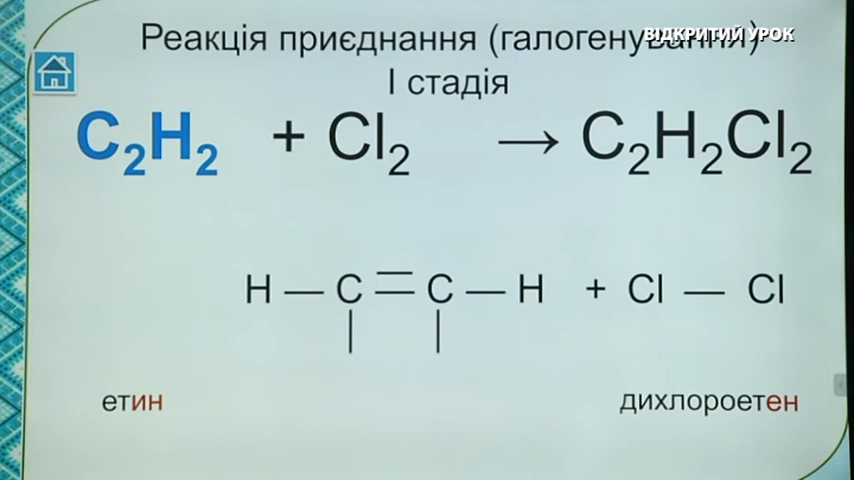 Реакція приєднання (галогенування)
ВІДКРИТИЙ УРОК
І стадія
C₂H₂ + Cl₂ → C₂H₂Cl₂
H — C = C — H + Cl — Cl
етин
дихлороетен